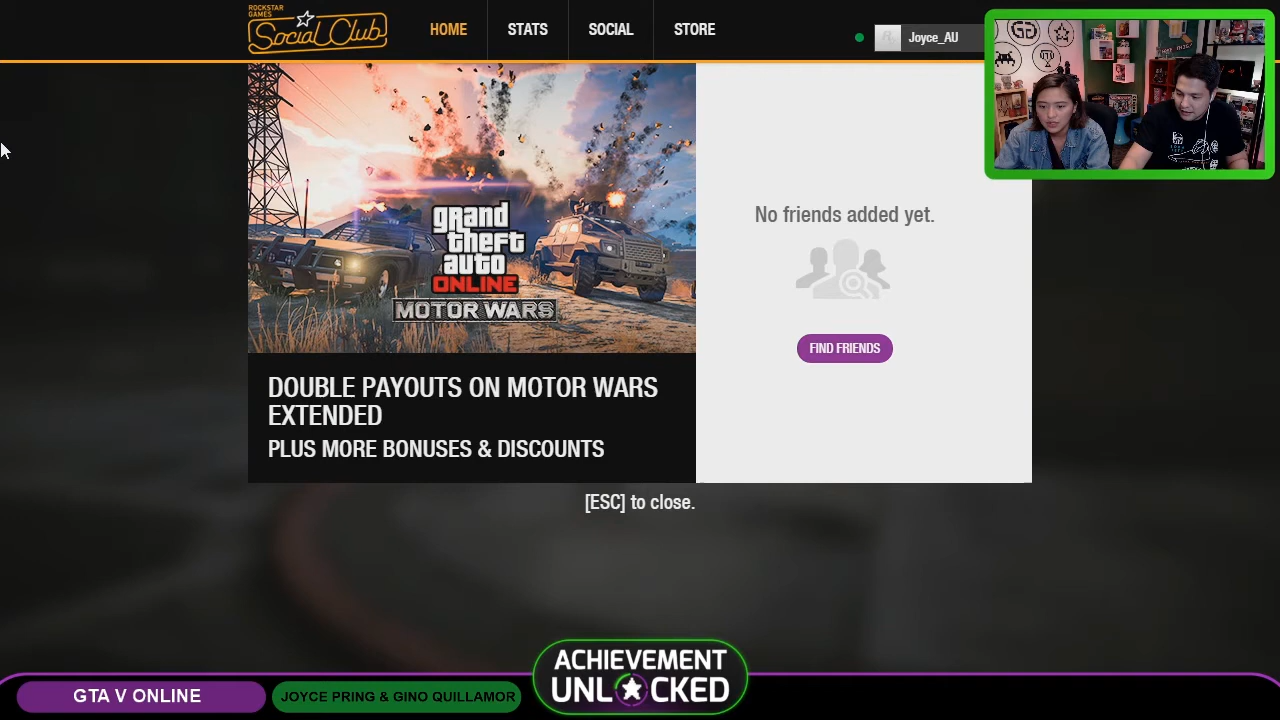 ROCKSTAR
GAMES
Social Club
HOME
STATS
SOCIAL
STORE
Joyce_AU
grand
theft
auto
ONLINE
MOTOR WARS
DOUBLE PAYOUTS ON MOTOR WARS
EXTENDED
PLUS MORE BONUSES & DISCOUNTS
No friends added yet.
FIND FRIENDS
[ESC] to close.
GTA V ONLINE
JOYCE PRING & GINO QUILLAMOR
ACHIEVEMENT
UNLOCKED